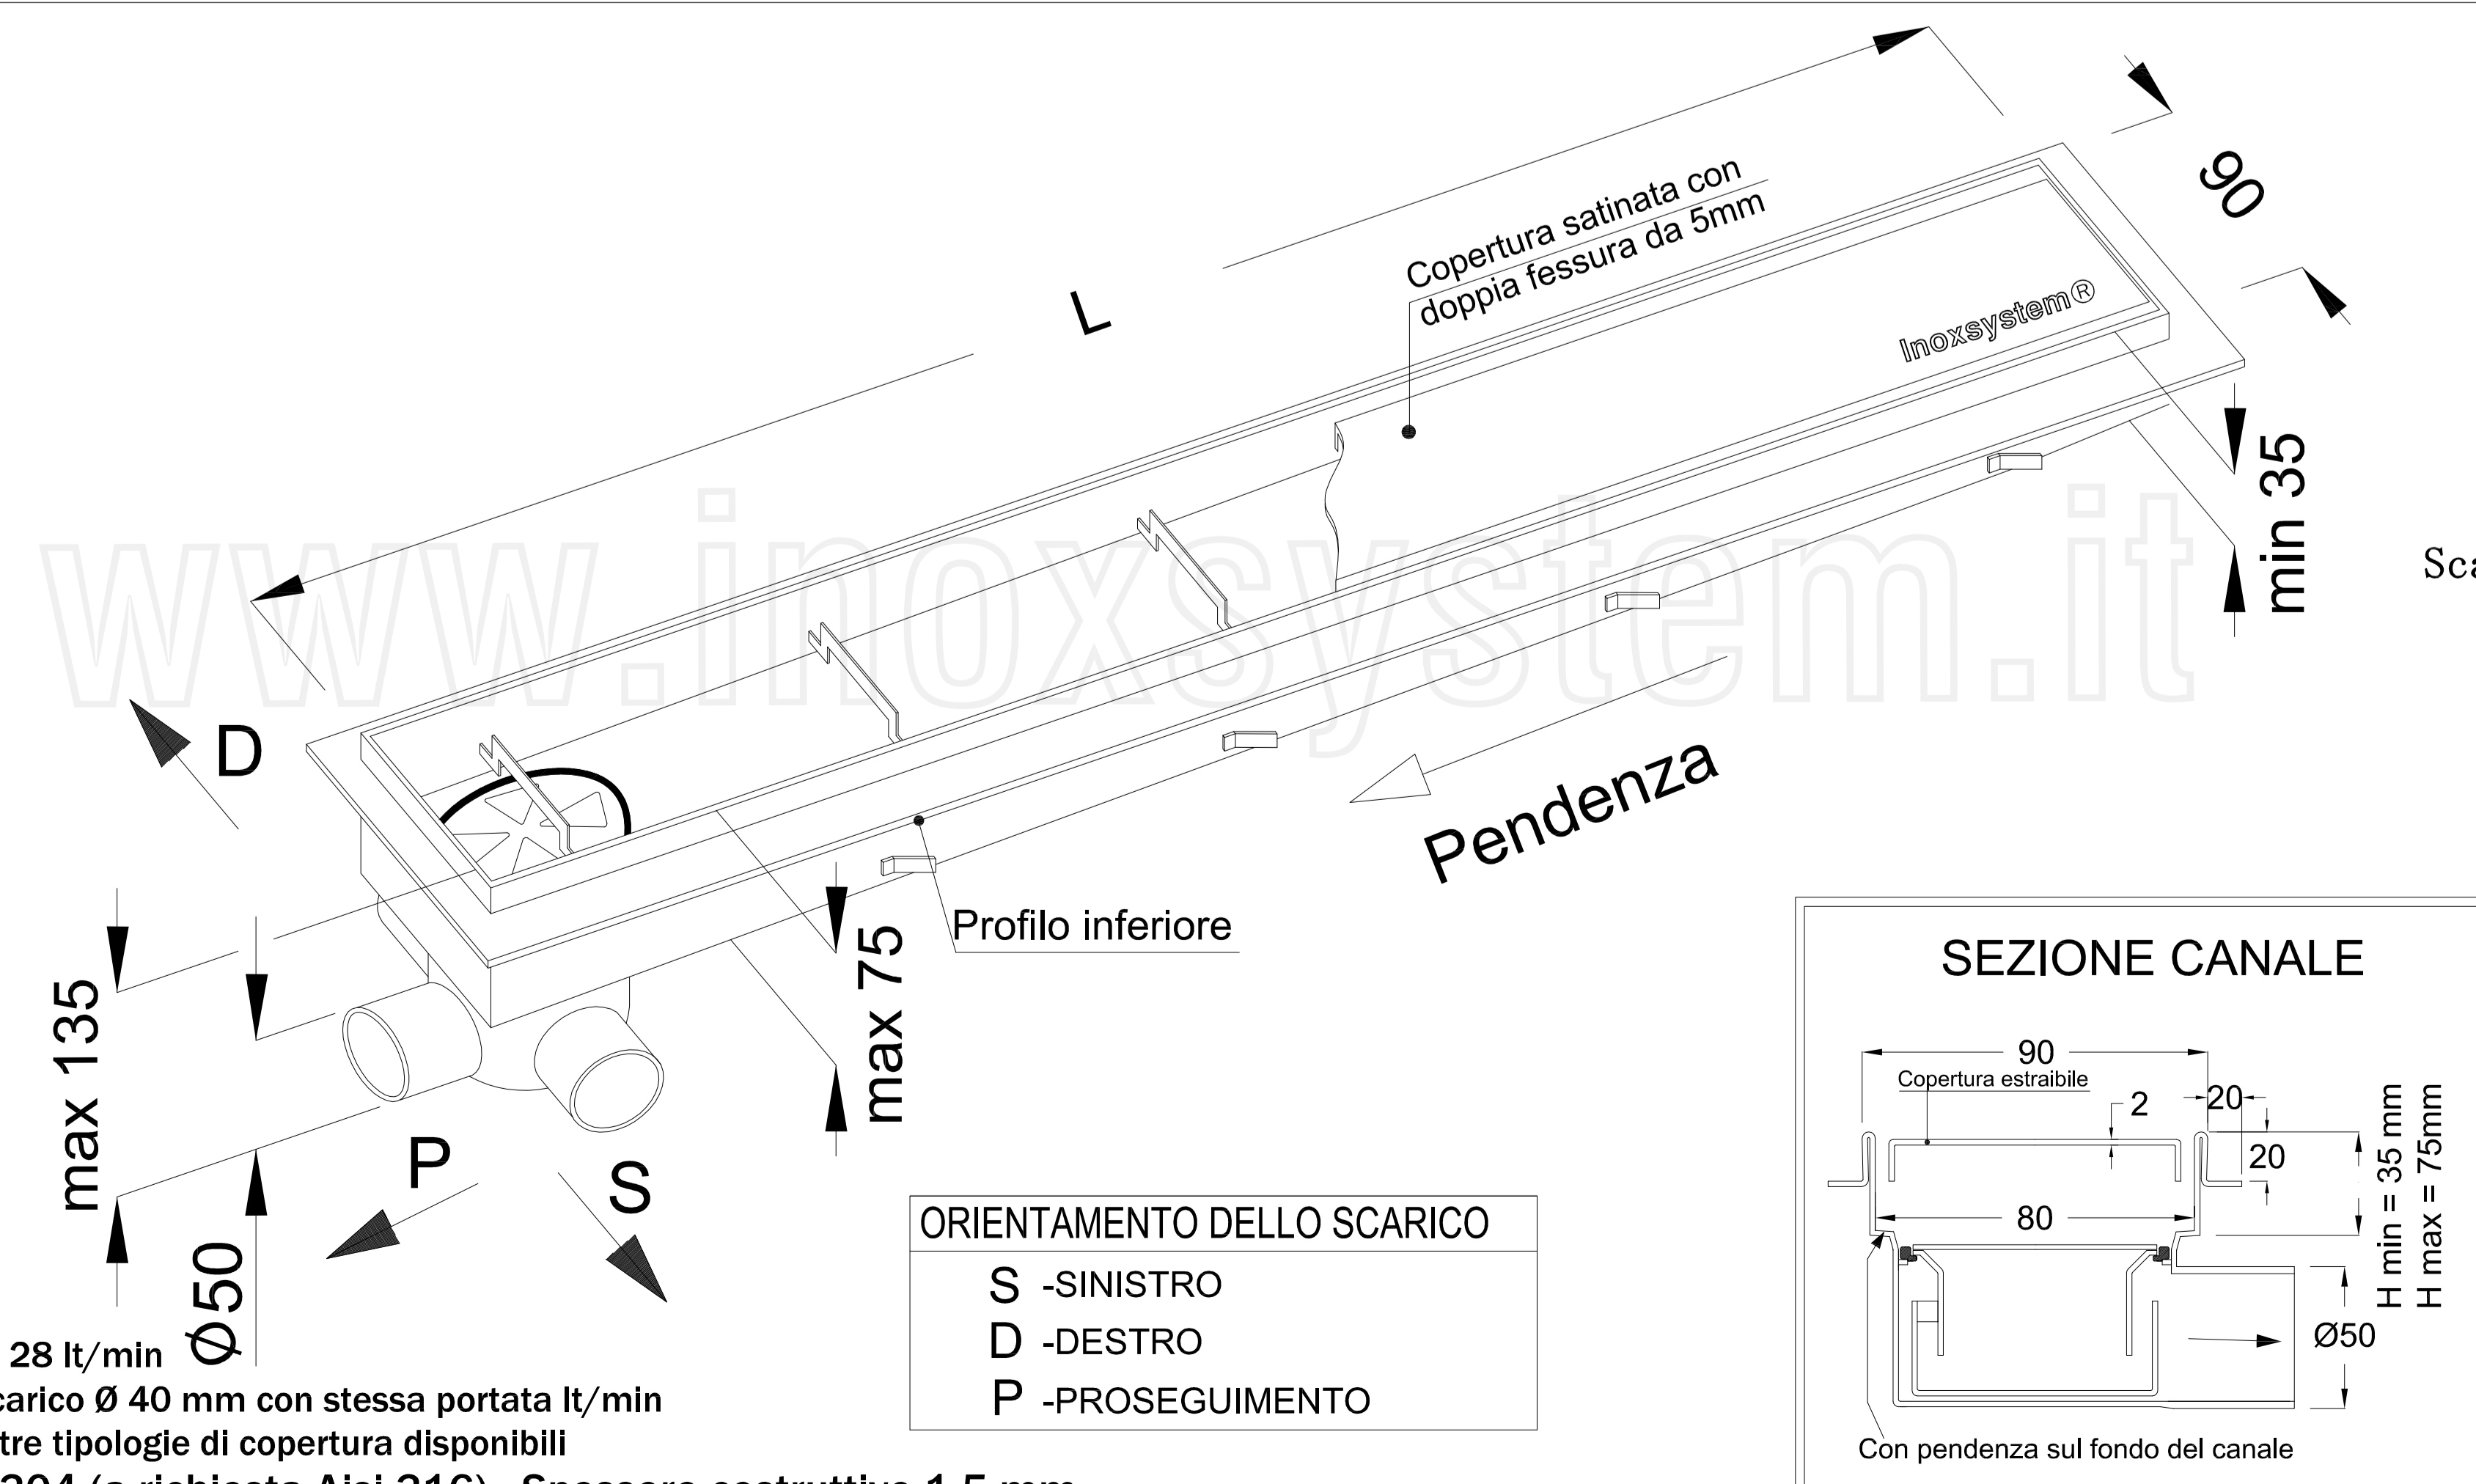 L
90
Copertura satinata con
doppia fessura da 5mm
Inoxsystem®
min 35
www.inoxsystem.it
D
Pendenza
Profilo inferiore
max 75
max 135
Ø50
P
S
ORIENTAMENTO DELLO SCARICO
S -SINISTRO
D -DESTRO
P -PROSEGUIMENTO
28 lt/min
Ø 40 mm con stessa portata lt/min
tipologie di copertura disponibili
SEZIONE CANALE
90
Copertura estraibile
2
20
20
80
H min = 35 mm
H max = 75mm
Ø50
Con pendenza sul fondo del canale